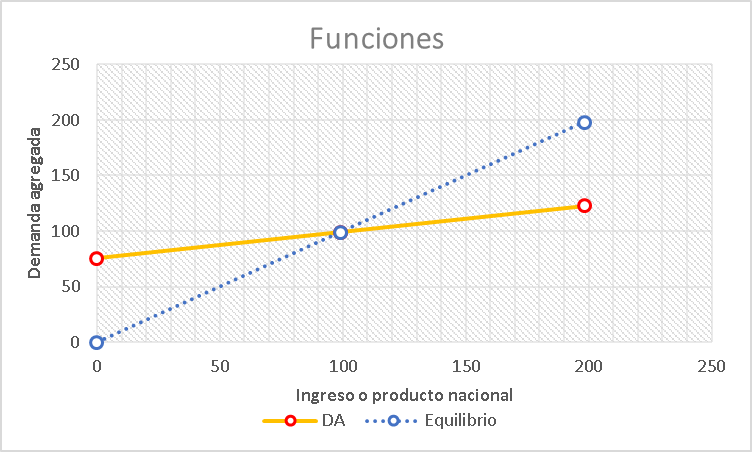 Funciones
250
200
150
100
50
0
Demanda agregada
0 50 100 150 200 250
Ingreso o producto nacional
DA Equilibrio